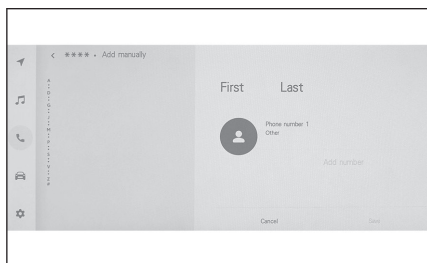 **** • Add manually
First Last
Phone number 1
Other
Add number
Cancel
Save